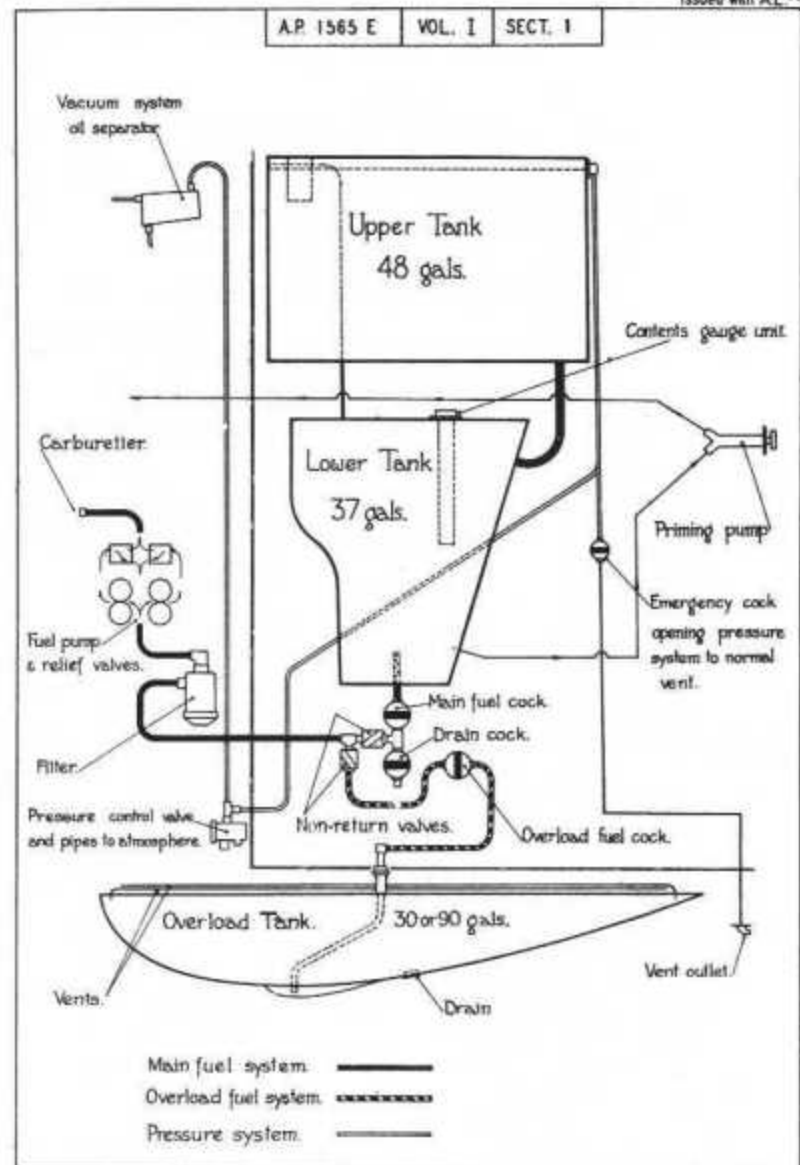 Issued with A.L.
A.P. 1565 E VOL. I SECT. 1
Vacuum system
oil separator
Upper Tank
48 gals.
Contents gauge unit
Carburetter
Lower Tank
37 gals.
Priming pump
Emergency cock
opening pressure
system to normal
vent.
Fuel pump
& relief valves.
Main fuel cock
Drain cock.
Filter
Pressure control valve
and pipes to atmosphere.
Non-return valves.
Overload fuel cock.
Overload Tank. 30 or 90 gals.
Vents.
Drain
Vent outlet.
Main fuel system.
Overload fuel system.
Pressure system.